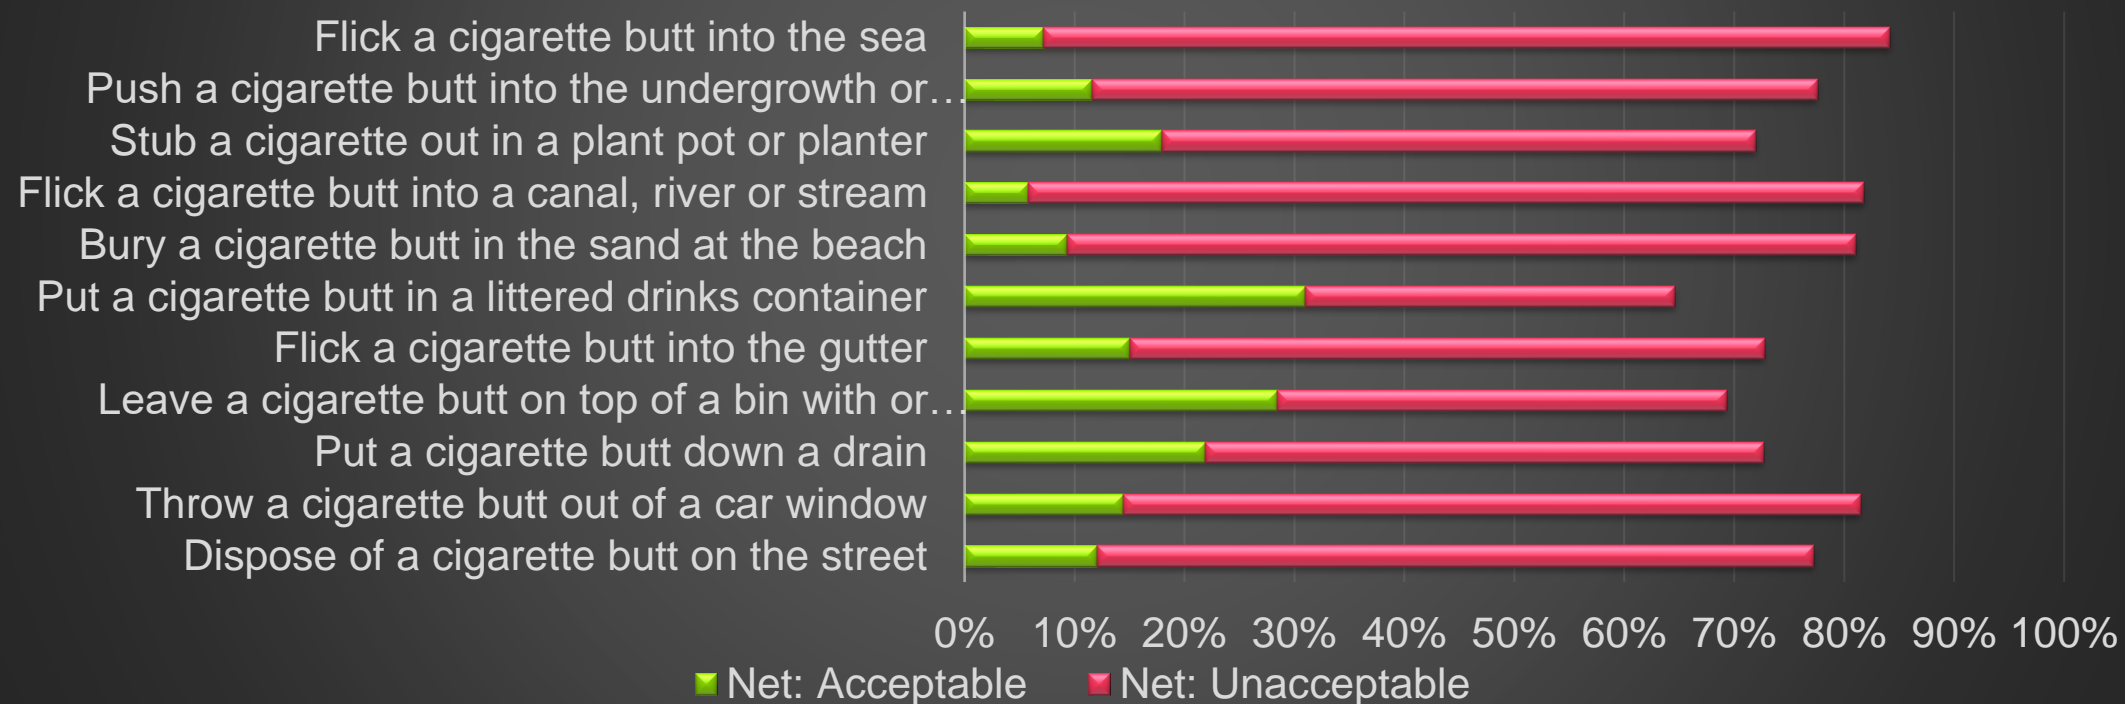 Flick a cigarette butt into the sea
Push a cigarette butt into the undergrowth or…
Stub a cigarette out in a plant pot or planter
Flick a cigarette butt into a canal, river or stream
Bury a cigarette butt in the sand at the beach
Put a cigarette butt in a littered drinks container
Flick a cigarette butt into the gutter
Leave a cigarette butt on top of a bin with or…
Put a cigarette butt down a drain
Throw a cigarette butt out of a car window
Dispose of a cigarette butt on the street
0% 10% 20% 30% 40% 50% 60% 70% 80% 90% 100%
Net: Acceptable Net: Unacceptable